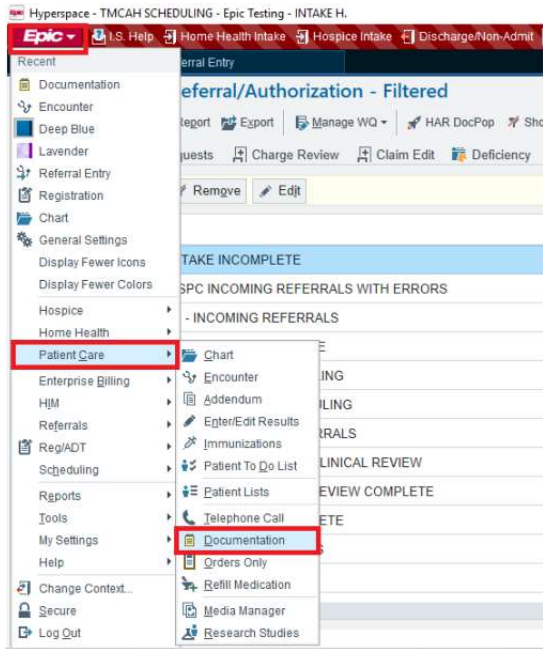 Hyperspace - TMCAH SCHEDULING - Epic Testing - INTAKE H.
Epic I.S. Help Home Health Intake Hospice Intake Discharge/Non-Admit
Recent
erral Entry
Documentation
Encounter
Deep Blue
Lavender
Referral Entry
Registration
Chart
General Settings
Display Fewer Icons
Display Fewer Colors
Hospice
Home Health
Patient Care
Enterprise Billing
HIM
Referrals
Reg/ADT
Scheduling
Reports
Tools
My Settings
Help
Change Context...
Secure
Log Out
eferral/Authorization - Filtered
Report Export Manage WQ HAR DocPop Sho
uests Charge Review Claim Edit Deficiency
Remove Edit
TAKE INCOMPLETE
SPC INCOMING REFERRALS WITH ERRORS
- INCOMING REFERRALS
E
ING
ULING
RRALS
LINICAL REVIEW
EVIEW COMPLETE
ETE
S
Chart
Encounter
Addendum
Enter/Edit Results
Immunizations
Patient To Do List
Patient Lists
Telephone Call
Documentation
Orders Only
Refill Medication
Media Manager
Research Studies